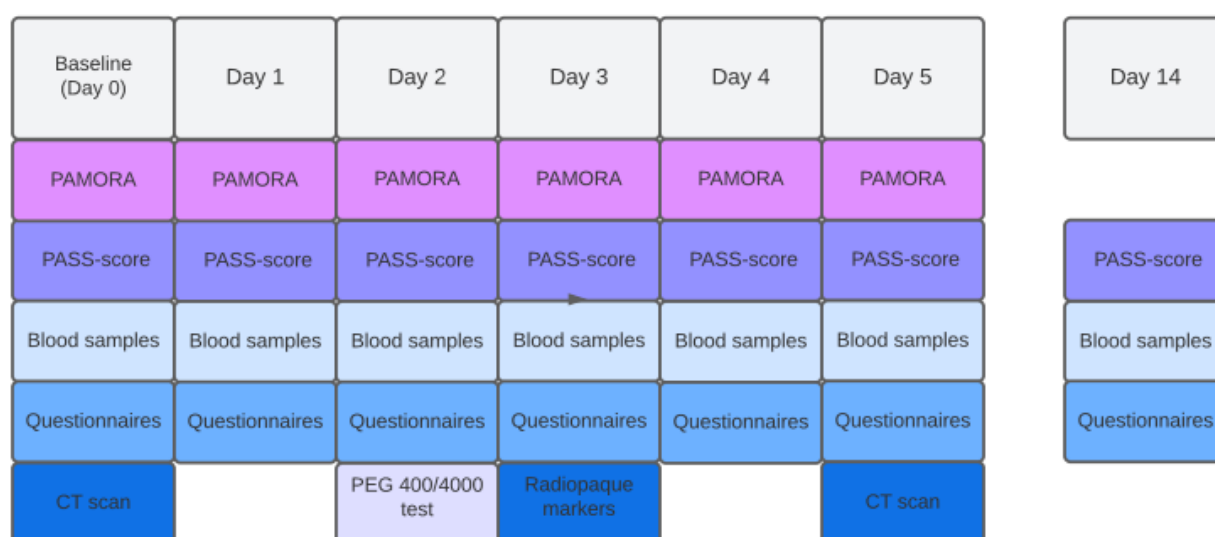 Baseline
(Day 0)
Day 1
Day 2
Day 3
Day 4
Day 5
Day 14
PAMORA
PAMORA
PAMORA
PAMORA
PAMORA
PAMORA
PASS-score
PASS-score
PASS-score
PASS-score
PASS-score
PASS-score
PASS-score
Blood samples
Blood samples
Blood samples
Blood samples
Blood samples
Blood samples
Blood samples
Questionnaires
Questionnaires
Questionnaires
Questionnaires
Questionnaires
Questionnaires
Questionnaires
CT scan
PEG 400/4000
test
Radiopaque
markers
CT scan